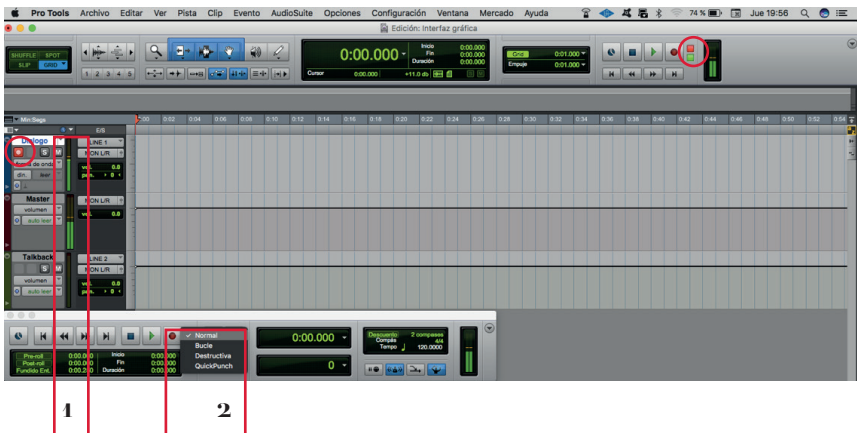 Pro Tools Archivo Editar Ver Pista Clip Evento AudioSuite Opciones Configuración Ventana Mercado Ayuda 74 % Jue 19:56
Edición: Interfaz gráfica
SHUFFLE SPOT
SLIP GRID
1 2 3 4 5
0:00.000
Inicio 0:00.000
Fin 0:00.000
Duración 0:00.000
Cursor 0:00.000 +11.0 db
Grid 0:01.000
Empuje 0:01.000
Min:Segs 0:02 0:04 0:06 0:08 0:10 0:12 0:14 0:16 0:18 0:20 0:22 0:24 0:26 0:28 0:30 0:32 0:34 0:36 0:38 0:40 0:42 0:44 0:46 0:48 0:50 0:52 0:54
E/S
Dialogo LINE 1
S M MON L/R
de onda vol. 0.0
din. leer pan. 0
Master MON L/R
volumen vol. 0.0
auto leer
Talkback LINE 2
S M MON L/R
volumen vol. 0.0
auto leer pan. 0
Normal
Bucle
Destructiva
QuickPunch
0:00.000
0
Descuento 2 compases
Compás 4/4
Tempo 120.0000
Pre-roll 0:00.000 Inicio 0:00.000
Post-roll 0:00.000 Fin 0:00.000
Fundido Ent. Duración
1 2